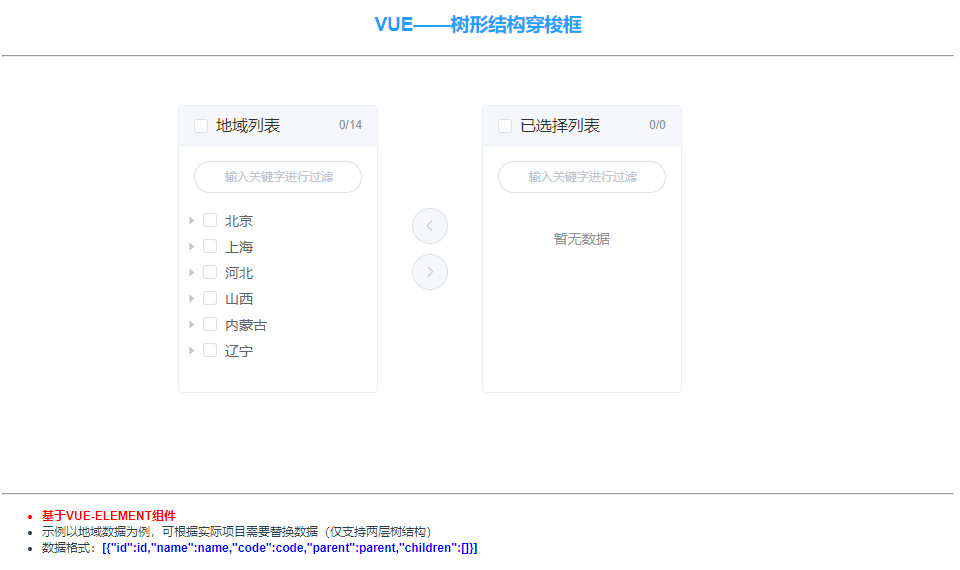 VUE——树形结构穿梭框
地域列表 0/14
输入关键字进行过滤
北京
上海
河北
山西
内蒙古
辽宁
已选择列表 0/0
输入关键字进行过滤
暂无数据
基于VUE-ELEMENT组件
示例以地域数据为例，可根据实际项目需要替换数据（仅支持两层树结构）
数据格式：[{"id":id,"name":name,"code":code,"parent":parent,"children":[]}]